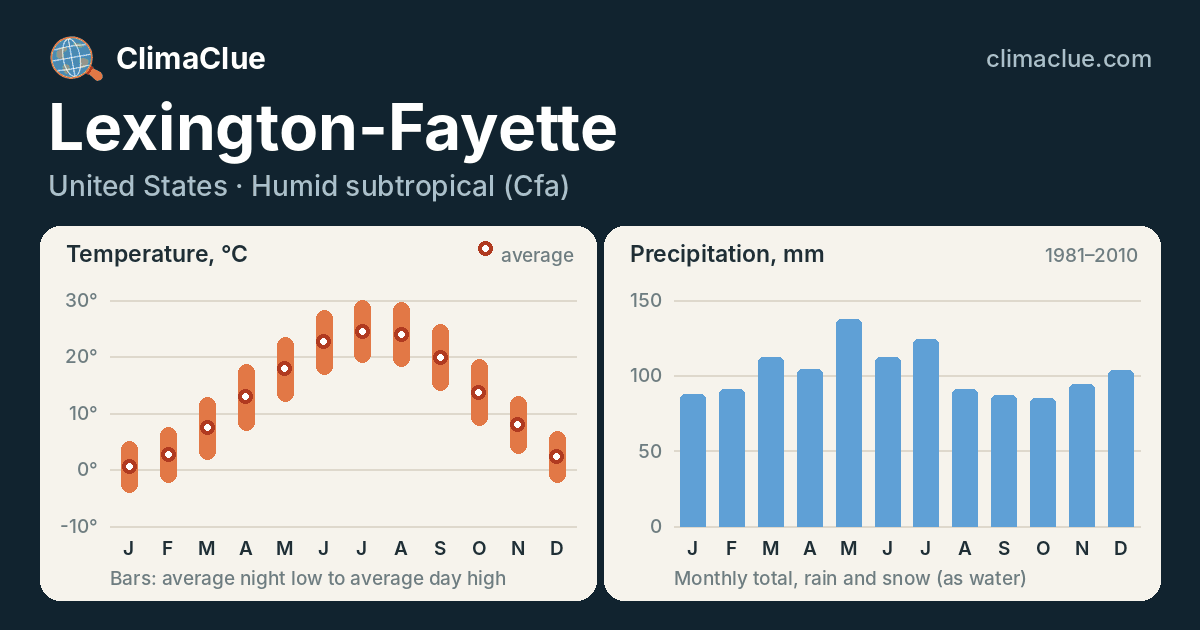 ClimaClue
climaclue.com
Lexington-Fayette
United States · Humid subtropical (Cfa)
Temperature, °C
average
30°
20°
10°
0°
-10°
J F M A M J J A S O N D
Bars: average night low to average day high
Precipitation, mm
1981–2010
150
100
50
0
J F M A M J J A S O N D
Monthly total, rain and snow (as water)